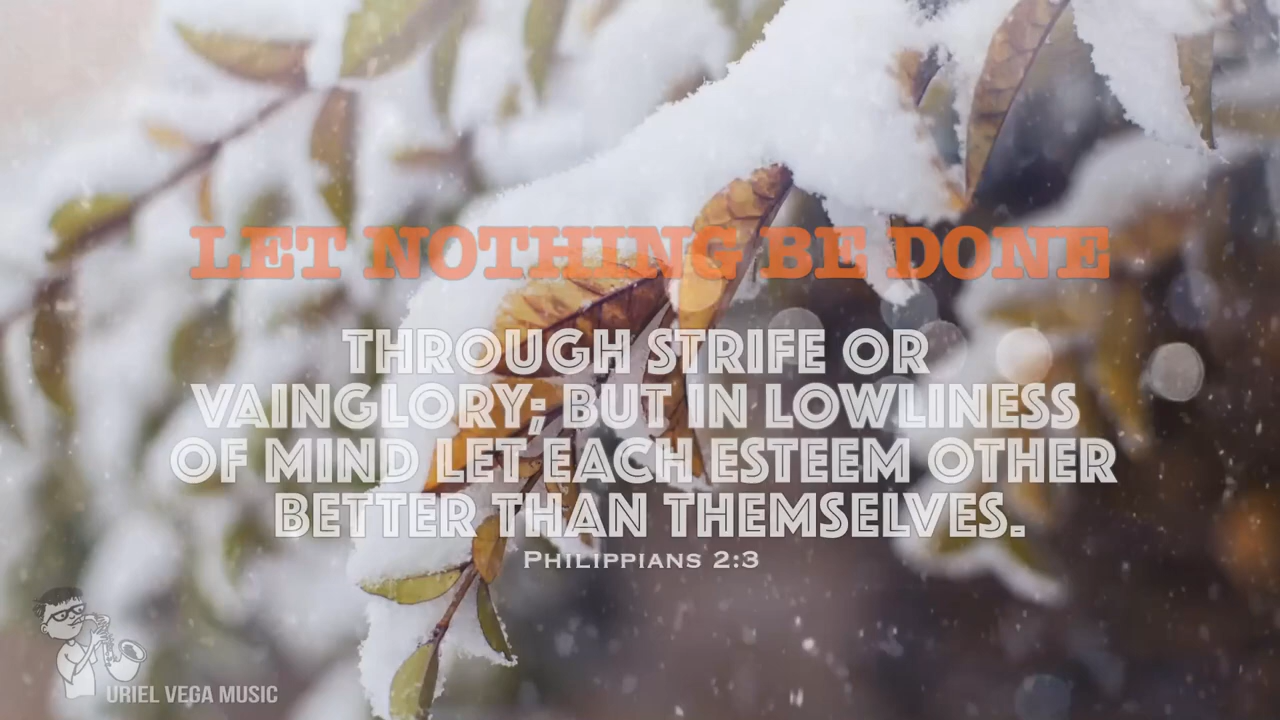 LET NOTHING BE DONE
THROUGH STRIFE OR
VAINGLORY; BUT IN LOWLINESS
OF MIND LET EACH ESTEEM OTHER
BETTER THAN THEMSELVES.
PHILIPPIANS 2:3
URIEL VEGA MUSIC